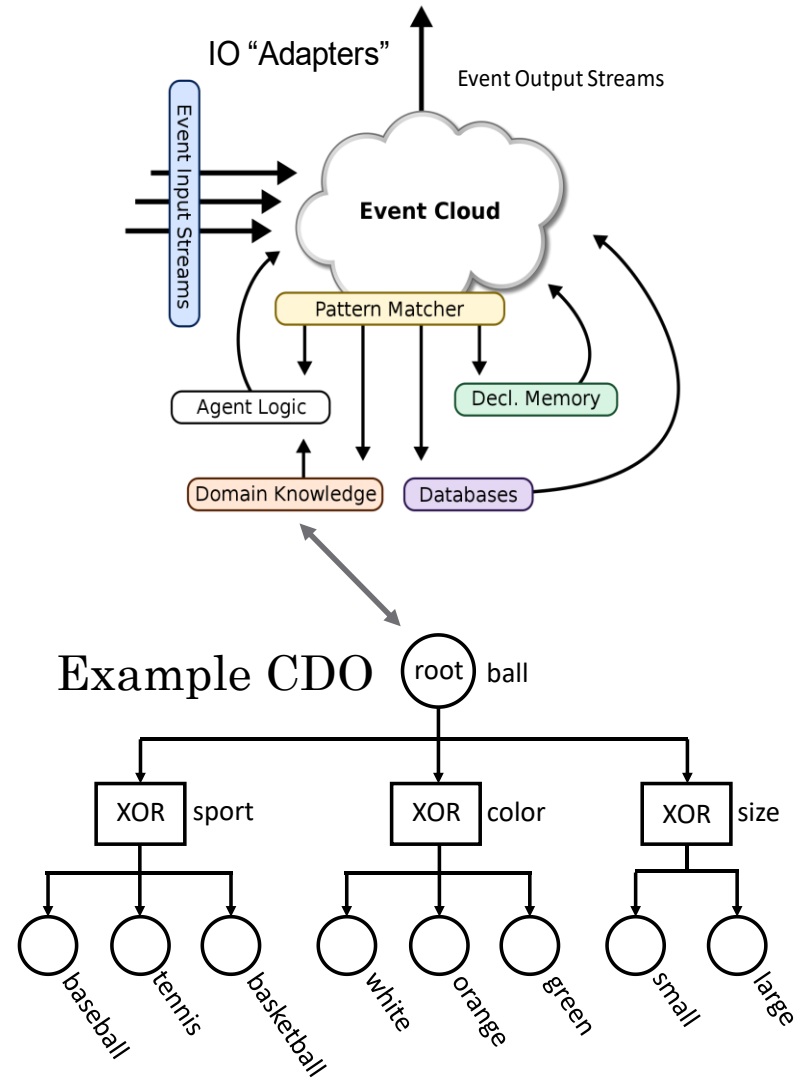 IO “Adapters”
Event Output Streams
Event Input Streams
Event Cloud
Pattern Matcher
Agent Logic
Decl. Memory
Domain Knowledge
Databases
Example CDO
root
ball
XOR
sport
XOR
color
XOR
size
baseball
tennis
basketball
white
orange
green
small
large